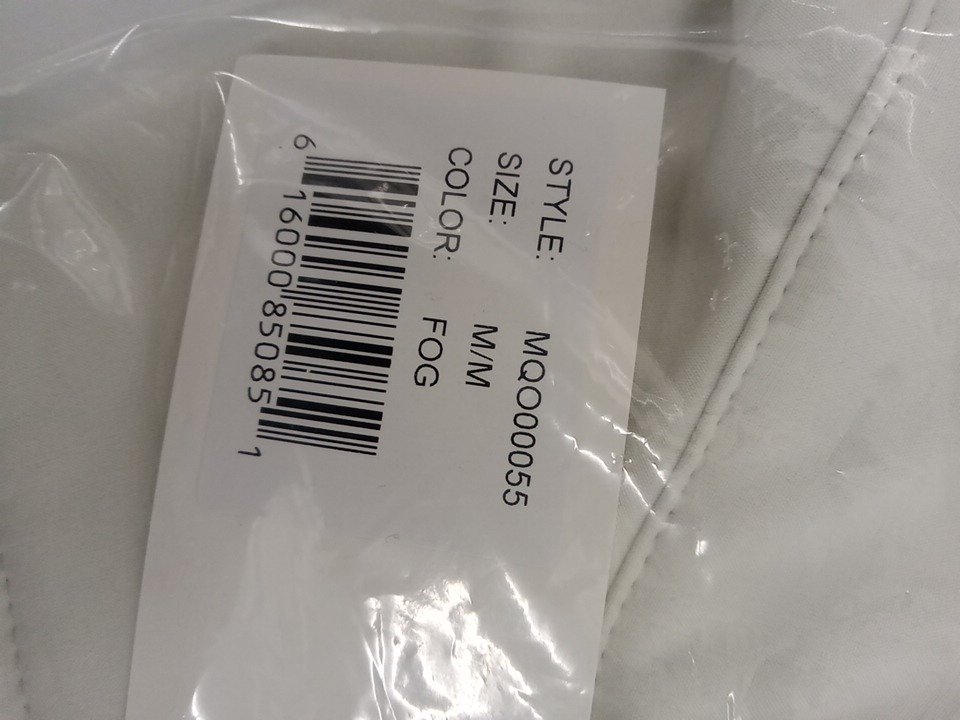 STYLE: MQO00055
SIZE: M/M
COLOR: FOG
6 16000 85085 1